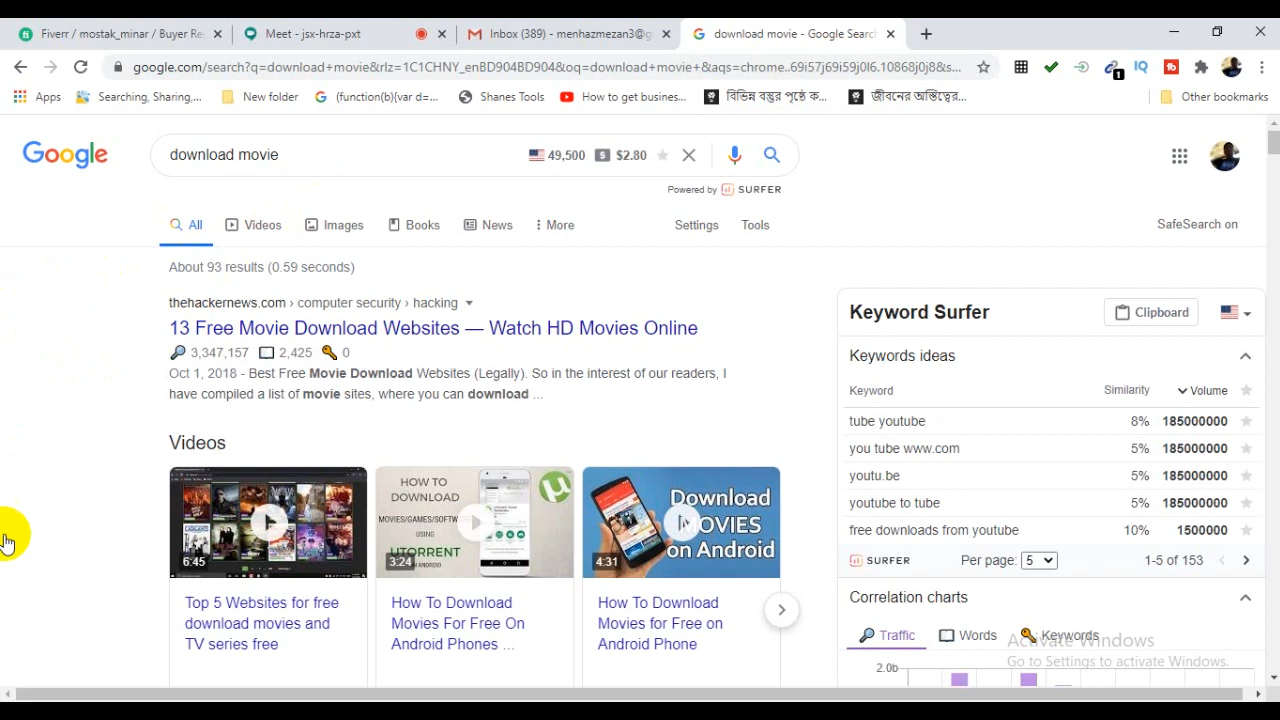 Fiverr / mostak_minar / Buyer Re
Meet - jsx-hrza-pxt
Inbox (389) - menhazmezan3@g
download movie - Google Search
google.com/search?q=download+movie&rlz=1C1CHNY_enBD904BD904&oq=download+movie+&aqs=chrome..69i57j69i59j0l6.10868j0j8&s...
1
IQ
Apps
Searching, Sharing,...
New folder
(function(b){var d=...
Shanes Tools
How to get busines...
বিভিন্ন বস্তুর পৃষ্ঠে ক...
জীবনের অস্তিত্বের...
Other bookmarks
Google
download movie
49,500
$
$2.80
Powered by SURFER
All
Videos
Images
Books
News
More
Settings
Tools
SafeSearch on
About 93 results (0.59 seconds)
thehackernews.com › computer security › hacking
13 Free Movie Download Websites — Watch HD Movies Online
3,347,157
2,425
0
Oct 1, 2018 - Best Free Movie Download Websites (Legally). So in the interest of our readers, I
have compiled a list of movie sites, where you can download ...
Videos
6:45
Top 5 Websites for free
download movies and
TV series free
HOW TO
DOWNLOAD
MOVIES/GAMES/SOFTW
USING
UTORRENT
N ANDROID
3:24
How To Download
Movies For Free On
Android Phones ...
Download
MOVIES
on Android
4:31
How To Download
Movies for Free on
Android Phone
Keyword Surfer
Clipboard
Keywords ideas
Keyword Similarity Volume
tube youtube 8% 185000000
you tube www.com 5% 185000000
youtu.be 5% 185000000
youtube to tube 5% 185000000
free downloads from youtube 10% 1500000
SURFER
Per page: 5
1-5 of 153
Correlation charts
Traffic
Words
Keywords
2.0b
Activate Windows
Go to Settings to activate Windows.